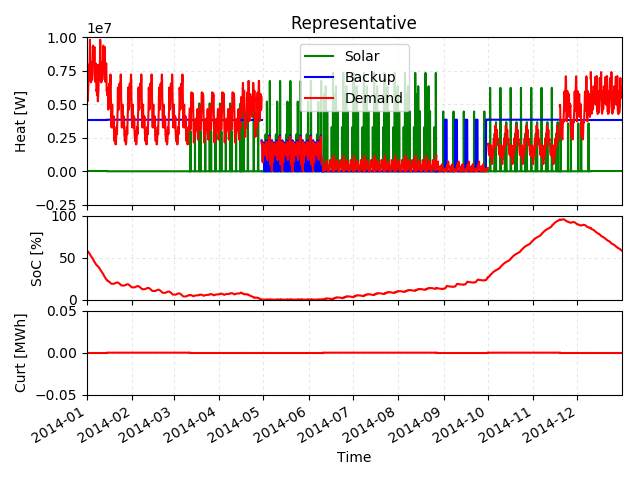 Representative
1e7
1.00
0.75
0.50
0.25
0.00
−0.25
Heat [W]
Solar
Backup
Demand
100
50
0
SoC [%]
0.05
0.00
−0.05
Curt [MWh]
2014-01
2014-02
2014-03
2014-04
2014-05
2014-06
2014-07
2014-08
2014-09
2014-10
2014-11
2014-12
Time